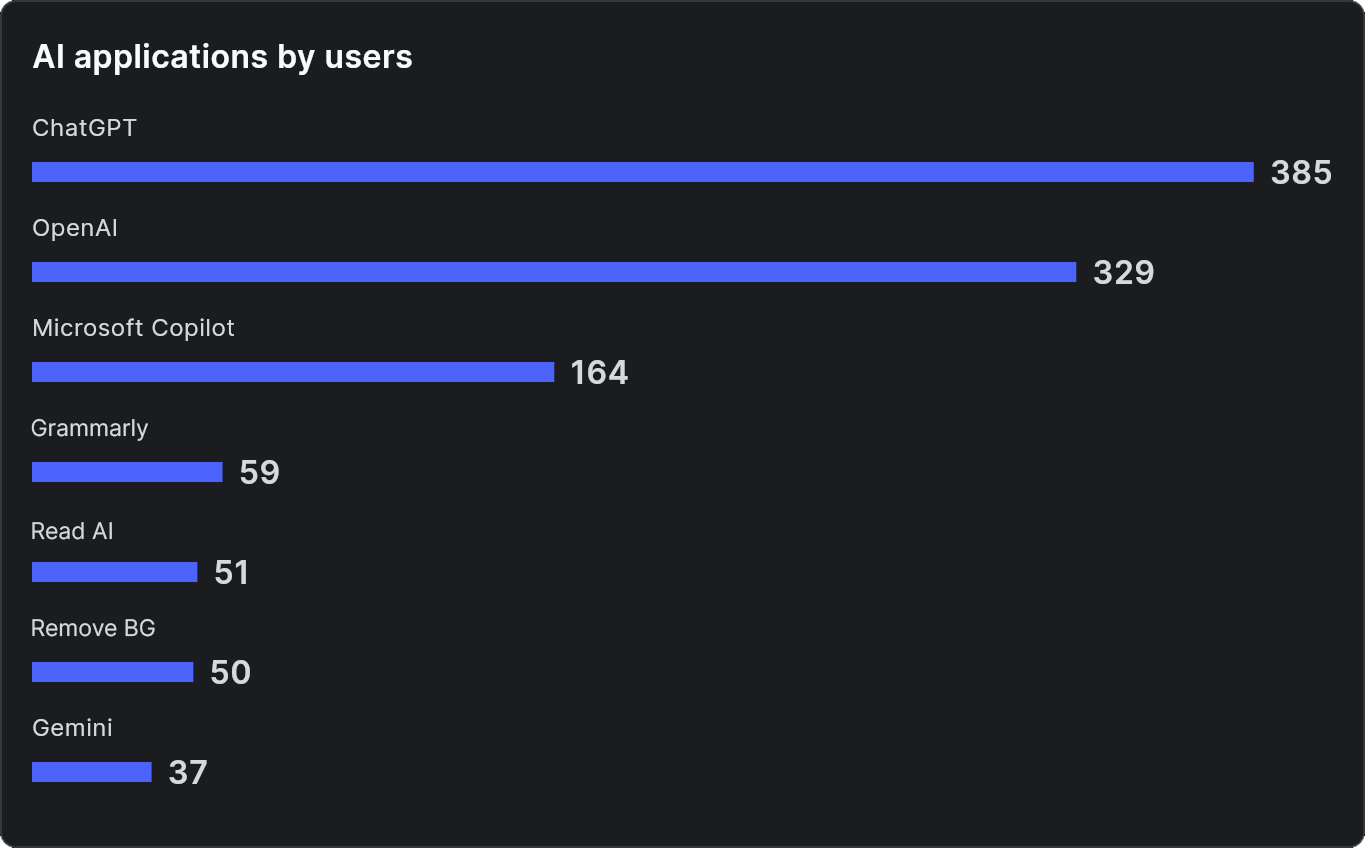 AI applications by users
ChatGPT
385
OpenAI
329
Microsoft Copilot
164
Grammarly
59
Read AI
51
Remove BG
50
Gemini
37